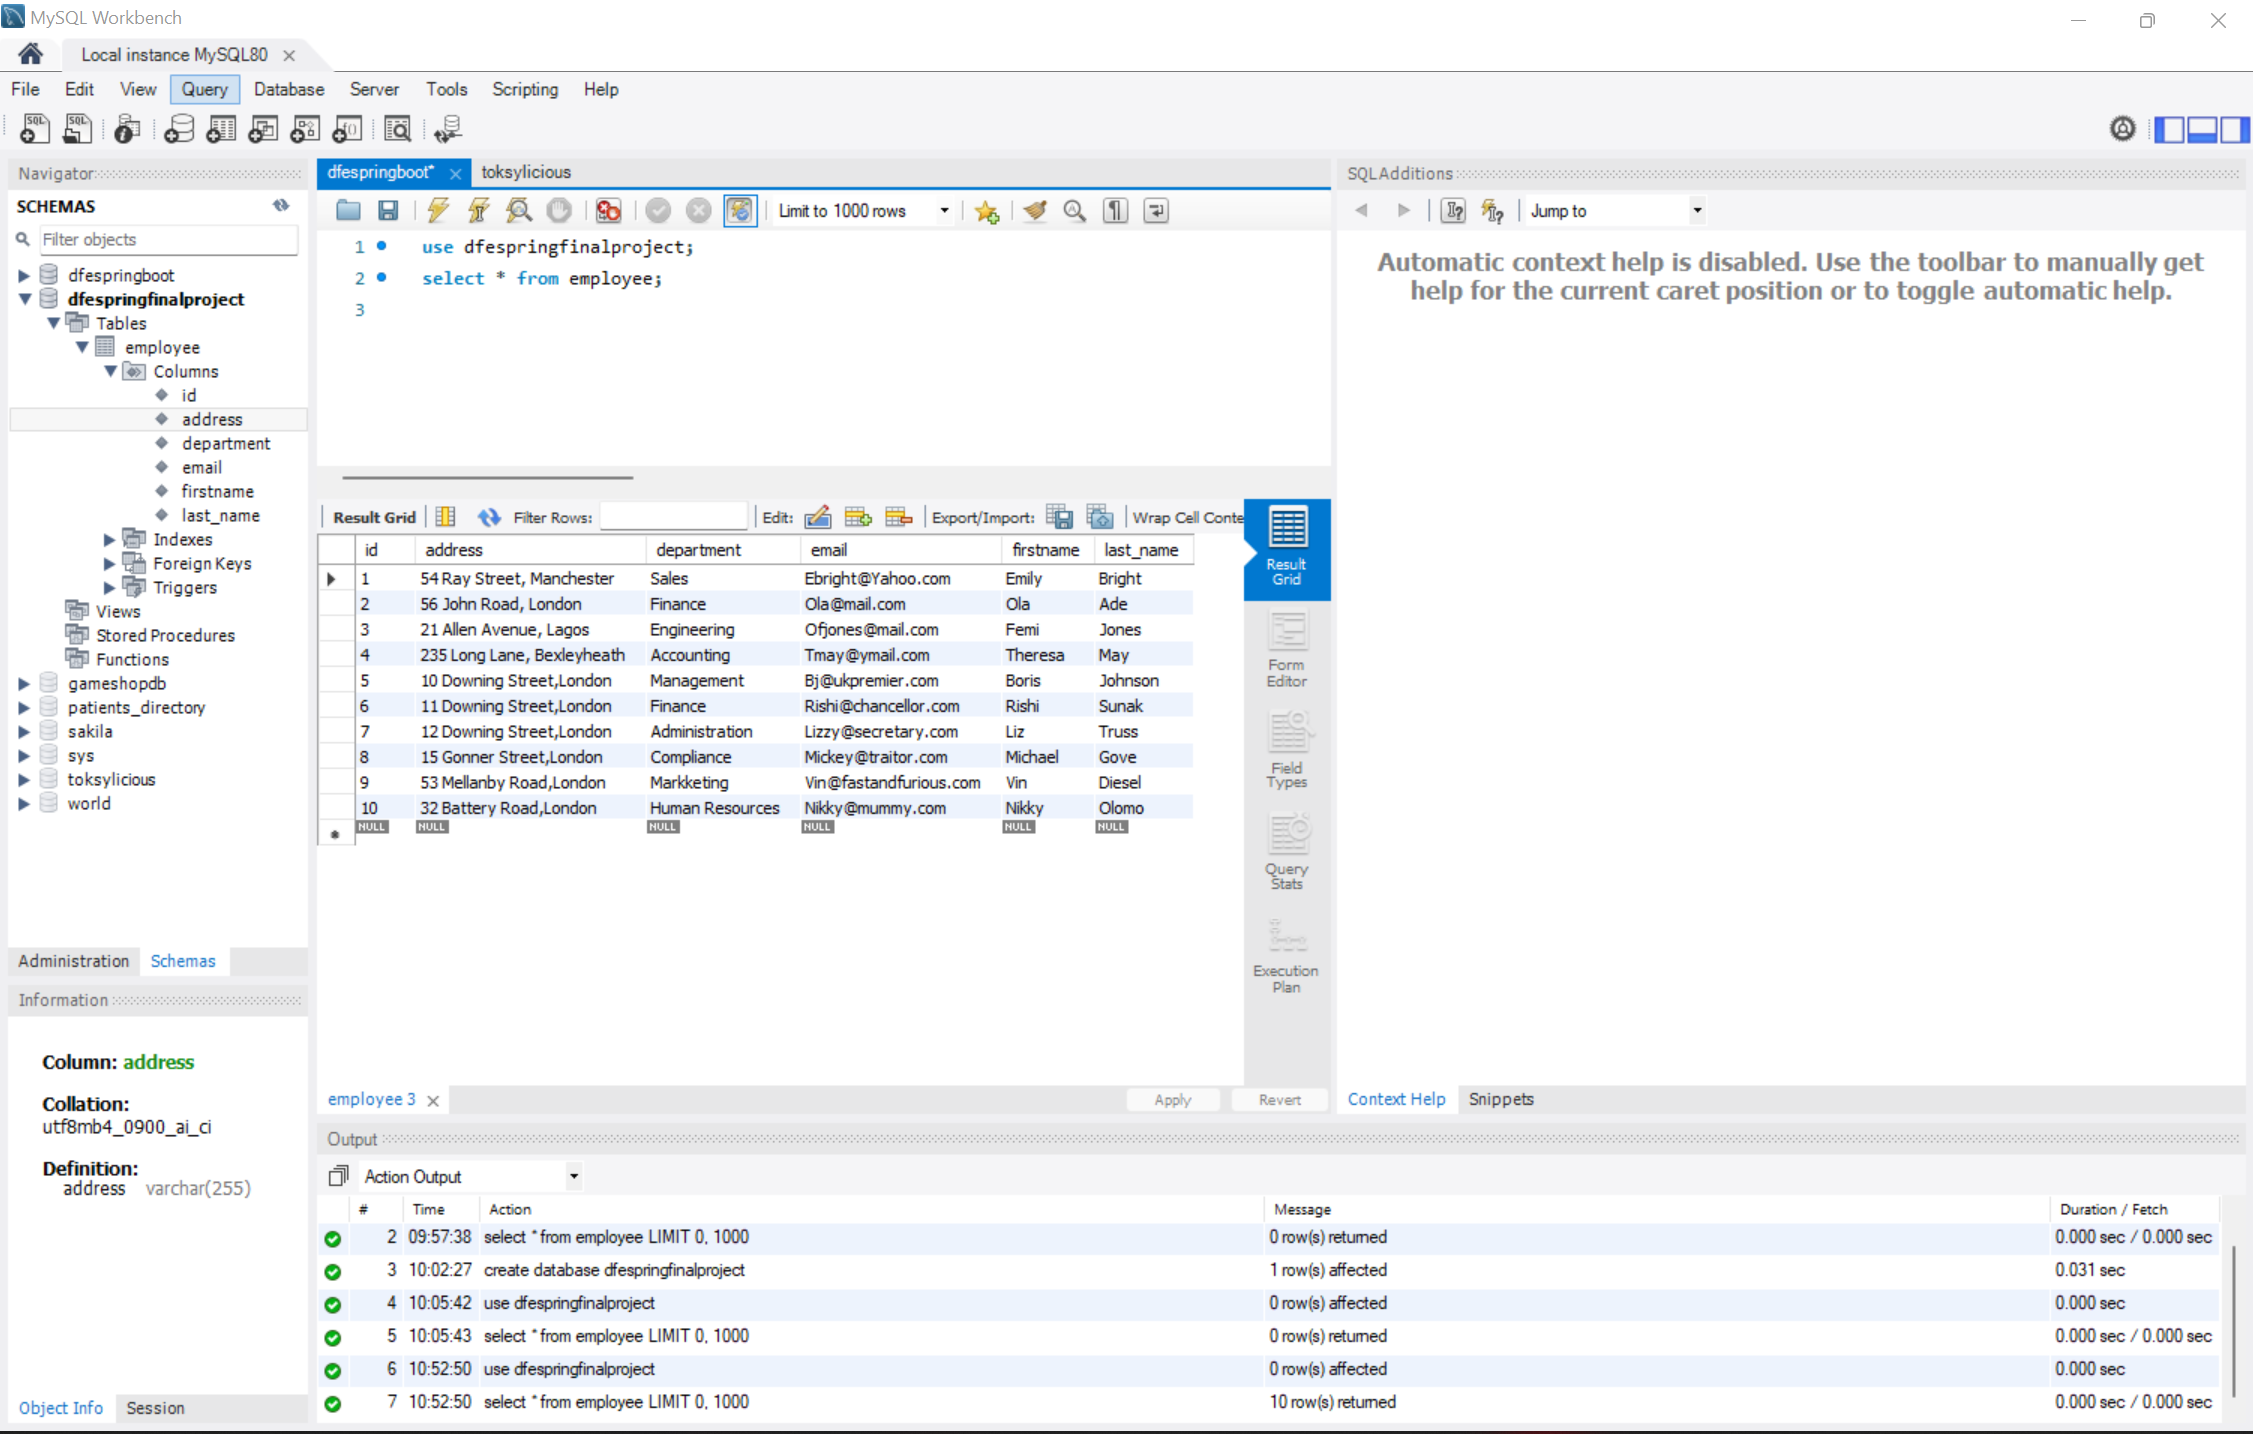 MySQL Workbench
Local instance MySQL80
File Edit View Query Database Server Tools Scripting Help
Navigator
SCHEMAS
Filter objects
dfespringboot
dfespringfinalproject
Tables
employee
Columns
id
address
department
email
firstname
last_name
Indexes
Foreign Keys
Triggers
Views
Stored Procedures
Functions
gameshopdb
patients_directory
sakila
sys
toksylicious
world
Administration Schemas
Information
Column: address
Collation:
utf8mb4_0900_ai_ci
Definition:
address varchar(255)
Object Info Session
dfespringboot* toksylicious
Limit to 1000 rows
1 use dfespringfinalproject;
2 select * from employee;
3
Result Grid Filter Rows: Edit: Export/Import: Wrap Cell Conte
id address department email firstname last_name
1 54 Ray Street, Manchester Sales Ebright@Yahoo.com Emily Bright
2 56 John Road, London Finance Ola@mail.com Ola Ade
3 21 Allen Avenue, Lagos Engineering Ofjones@mail.com Femi Jones
4 235 Long Lane, Bexleyheath Accounting Tmay@ymail.com Theresa May
5 10 Downing Street,London Management Bj@ukpremier.com Boris Johnson
6 11 Downing Street,London Finance Rishi@chancellor.com Rishi Sunak
7 12 Downing Street,London Administration Lizzy@secretary.com Liz Truss
8 15 Gonner Street,London Compliance Mickey@traitor.com Michael Gove
9 53 Mellanby Road,London Markketing Vin@fastandfurious.com Vin Diesel
10 32 Battery Road,London Human Resources Nikky@mummy.com Nikky Olomo
NULL NULL NULL NULL NULL NULL
Result
Grid
Form
Editor
Field
Types
Query
Stats
Execution
Plan
employee 3 Apply Revert
SQLAdditions
Jump to
Automatic context help is disabled. Use the toolbar to manually get
help for the current caret position or to toggle automatic help.
Context Help Snippets
Output
Action Output
# Time Action Message Duration / Fetch
2 09:57:38 select * from employee LIMIT 0, 1000 0 row(s) returned 0.000 sec / 0.000 sec
3 10:02:27 create database dfespringfinalproject 1 row(s) affected 0.031 sec
4 10:05:42 use dfespringfinalproject 0 row(s) affected 0.000 sec
5 10:05:43 select * from employee LIMIT 0, 1000 0 row(s) returned 0.000 sec / 0.000 sec
6 10:52:50 use dfespringfinalproject 0 row(s) affected 0.000 sec
7 10:52:50 select * from employee LIMIT 0, 1000 10 row(s) returned 0.000 sec / 0.000 sec